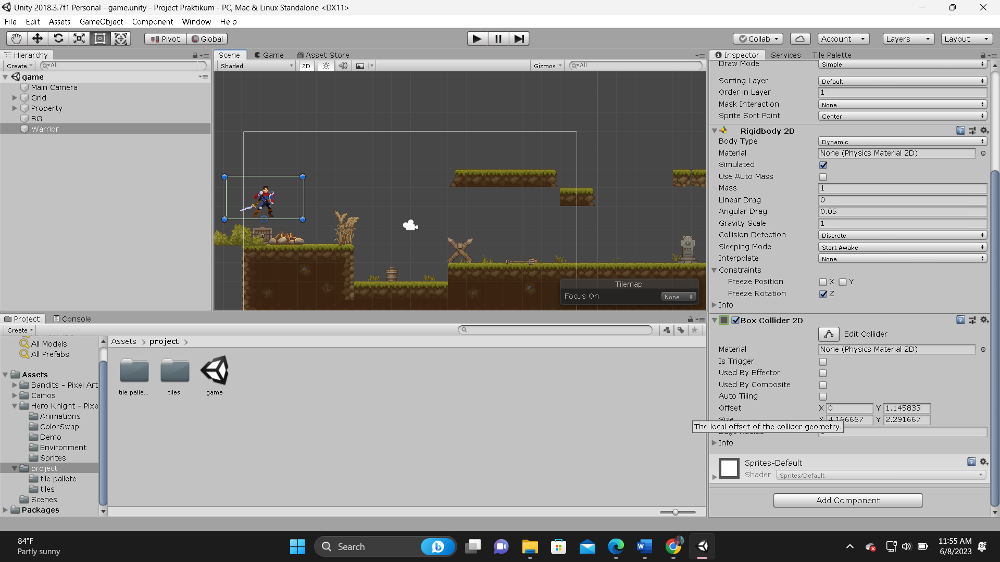 Unity 2018.3.7f1 Personal - game.unity - Project Praktikum - PC, Mac & Linux Standalone <DX11>
File Edit Assets GameObject Component Window Help
Pivot Global Collab Account Layers Layout
Hierarchy
Create All
game
Main Camera
Grid
Property
BG
Warrior
Scene Game Asset Store
Shaded 2D Gizmos All
Tilemap
Focus On None
Inspector Services Tile Palette
Draw Mode Simple
Sorting Layer Default
Order in Layer 1
Mask Interaction None
Sprite Sort Point Center
Rigidbody 2D
Body Type Dynamic
Material None (Physics Material 2D)
Simulated
Use Auto Mass
Mass 1
Linear Drag 0
Angular Drag 0.05
Gravity Scale 1
Collision Detection Discrete
Sleeping Mode Start Awake
Interpolate None
Constraints
Freeze Position X Y
Freeze Rotation Z
Info
Box Collider 2D
Edit Collider
Material None (Physics Material 2D)
Is Trigger
Used By Effector
Used By Composite
Auto Tiling
Offset X 0 Y 1.145833
Size X 4.166667 Y 2.291667
The local offset of the collider geometry.
Info
Sprites-Default
Shader Sprites/Default
Add Component
Project Console
Create
All Models
All Prefabs
Assets
Bandits - Pixel Art
Cainos
Hero Knight - Pixe
Animations
ColorSwap
Demo
Environment
Sprites
project
tile pallete
tiles
Scenes
Packages
Assets project
tile palle... tiles game
84°F
Partly sunny
Search
11:55 AM
6/8/2023